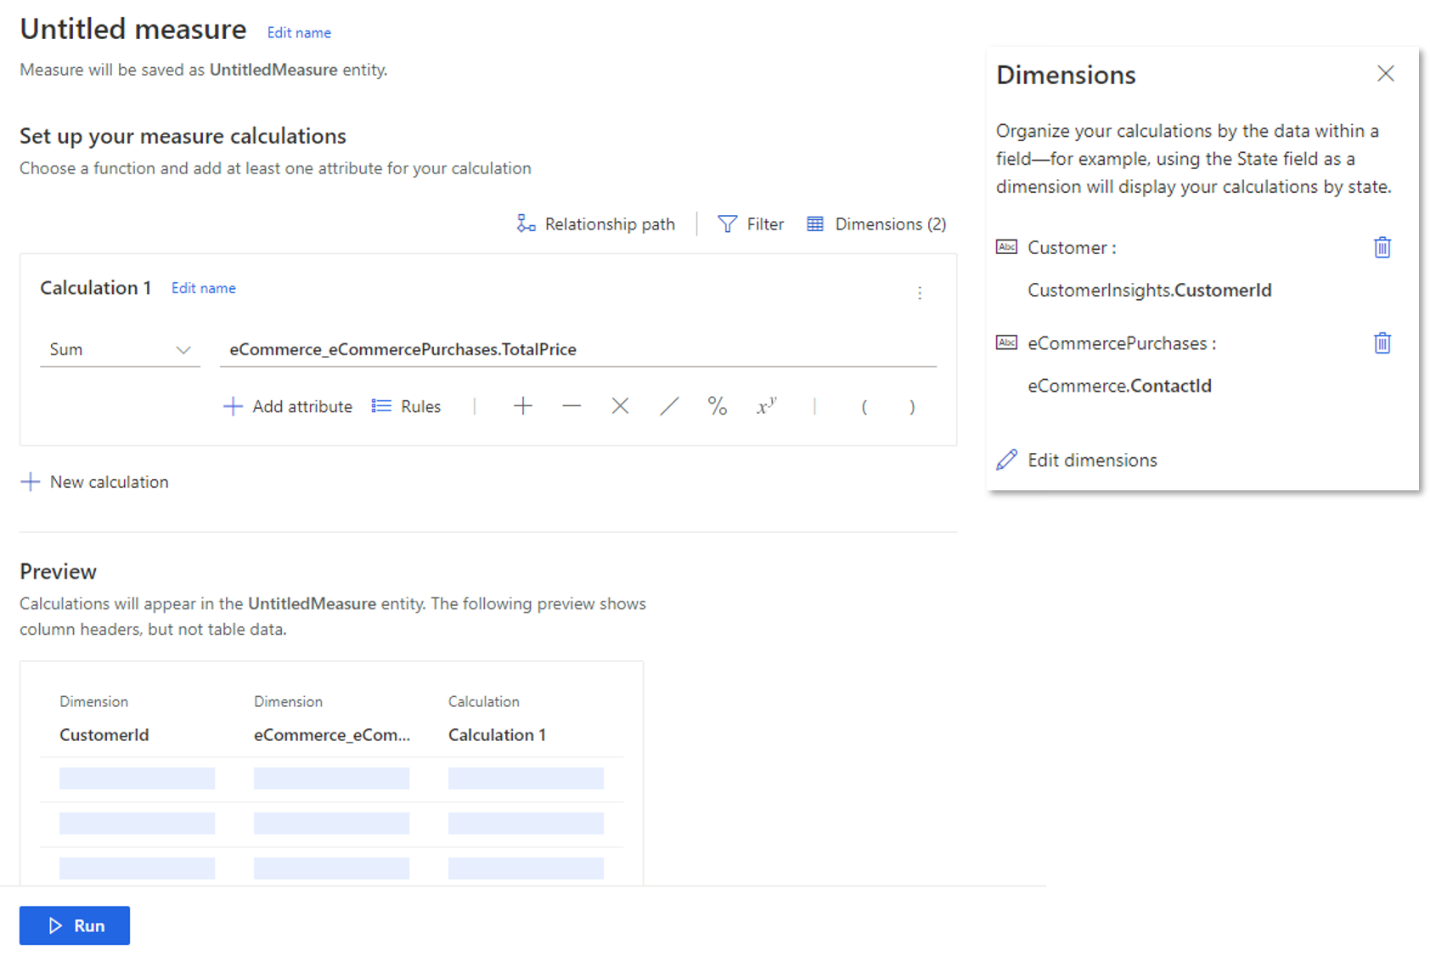 Untitled measure Edit name
Measure will be saved as UntitledMeasure entity.
Set up your measure calculations
Choose a function and add at least one attribute for your calculation
Relationship path | Filter Dimensions (2)
Calculation 1 Edit name
Sum eCommerce_eCommercePurchases.TotalPrice
+ Add attribute Rules | + — × / % xʸ | ( )
+ New calculation
Preview
Calculations will appear in the UntitledMeasure entity. The following preview shows
column headers, but not table data.
Dimension Dimension Calculation
CustomerId eCommerce_eCom... Calculation 1
Run
Dimensions
Organize your calculations by the data within a
field—for example, using the State field as a
dimension will display your calculations by state.
Abc Customer :
CustomerInsights.CustomerId
Abc eCommercePurchases :
eCommerce.ContactId
Edit dimensions